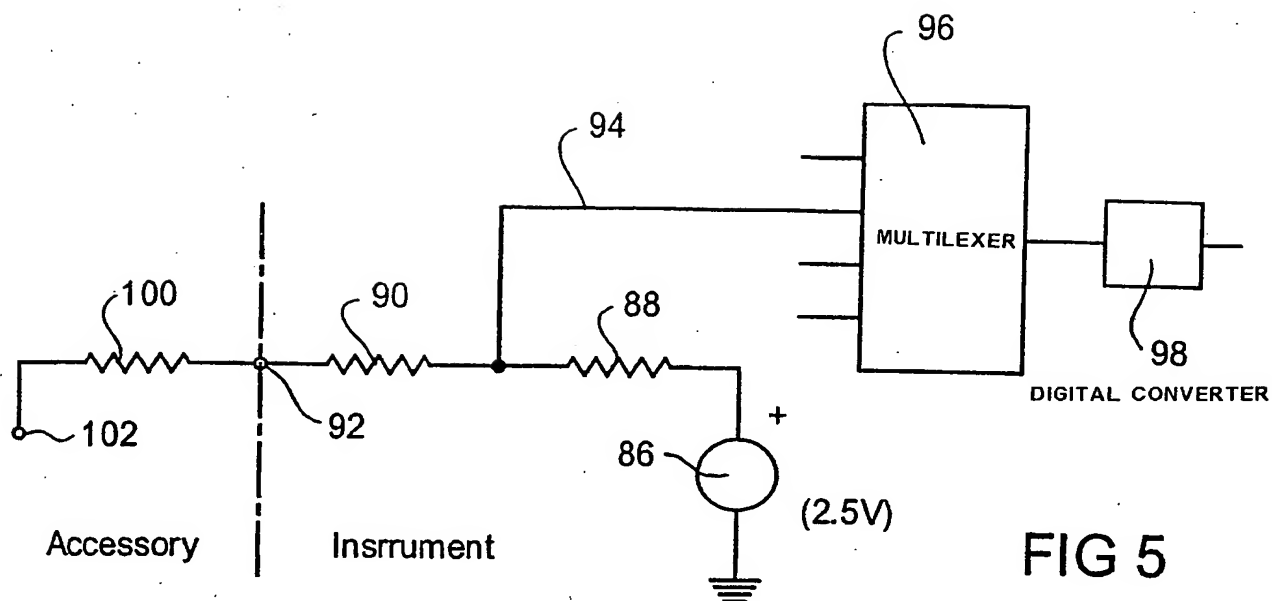 96
94
MULTILEXER
100
90
88
98
DIGITAL CONVERTER
102
92
+
86
(2.5V)
Accessory
Insrrument
FIG 5